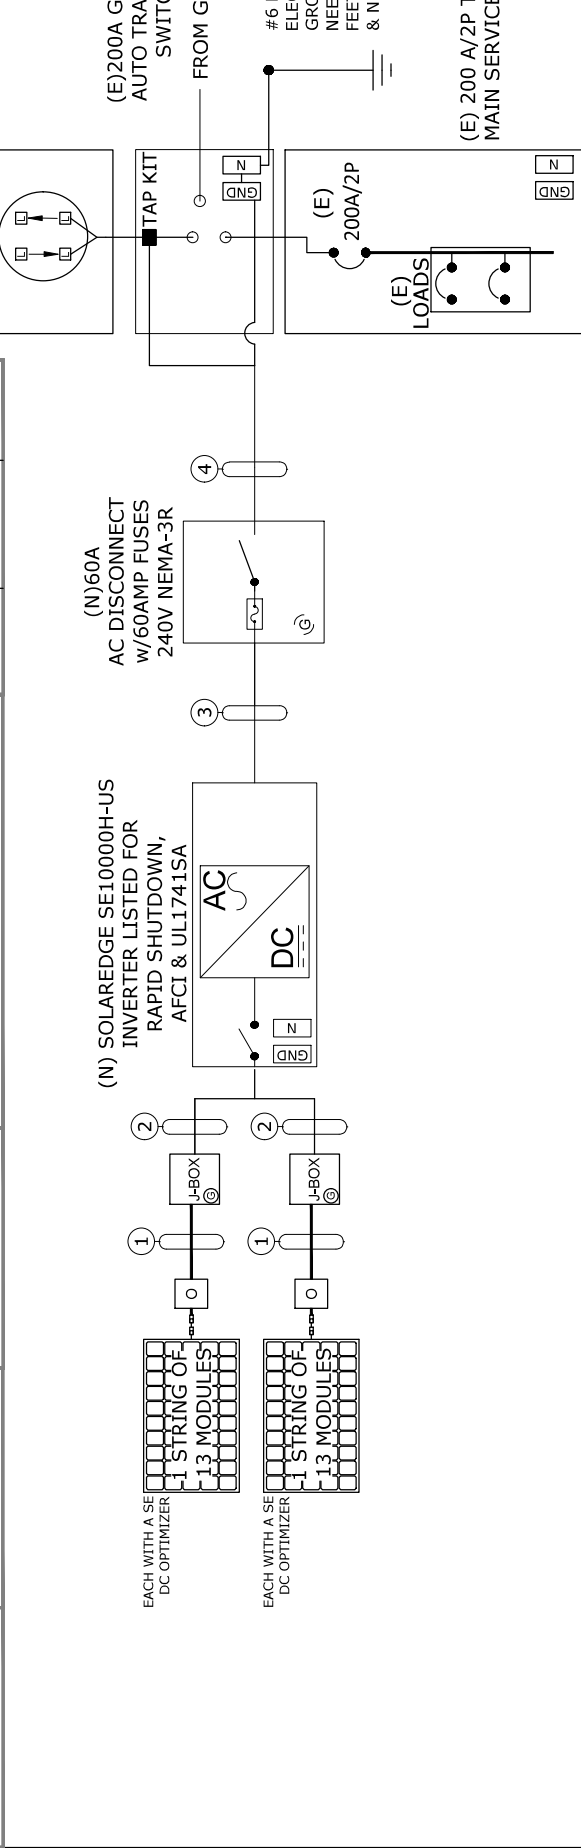 EACH WITH A SE
DC OPTIMIZER
1 STRING OF
13 MODULES
O
1
J-BOX
G
2
EACH WITH A SE
DC OPTIMIZER
1 STRING OF
13 MODULES
O
1
J-BOX
G
2
(N) SOLAREDGE SE10000H-US
INVERTER LISTED FOR
RAPID SHUTDOWN,
AFCI & UL1741SA
GND
N
DC
AC
3
(N)60A
AC DISCONNECT
w/60AMP FUSES
240V NEMA-3R
G
4
L
L
L
L
(E)200A G
AUTO TRA
SWITC
FROM G
TAP KIT
GND
N
#6
ELE
GRO
NEE
FEE
& N
(E)
200A/2P
(E)
LOADS
(E) 200 A/2P
MAIN SERVICE
GND
N